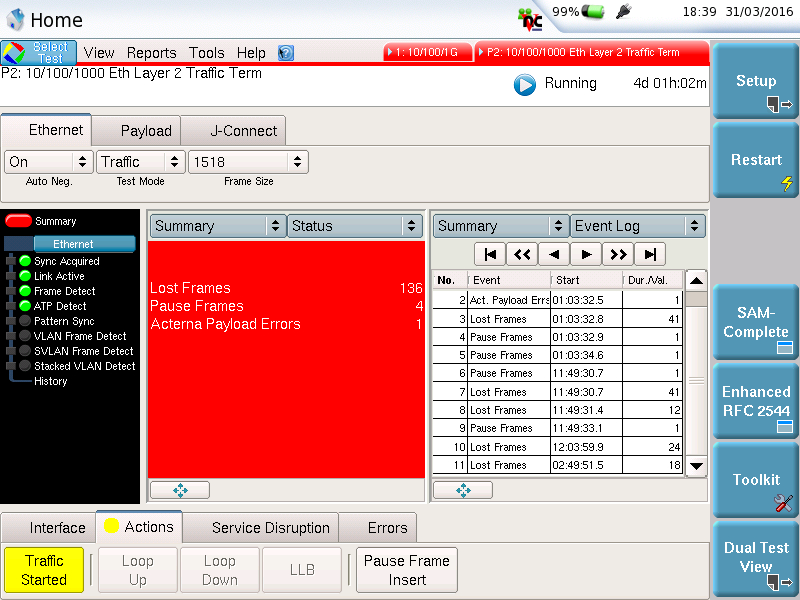 Home
99%
18:39 31/03/2016
Select Test View Reports Tools Help
1: 10/100/1G
P2: 10/100/1000 Eth Layer 2 Traffic Term
P2: 10/100/1000 Eth Layer 2 Traffic Term
Running 4d 01h:02m
Ethernet Payload J-Connect
On Traffic 1518
Auto Neg. Test Mode Frame Size
Summary
Ethernet
Sync Acquired
Link Active
Frame Detect
ATP Detect
Pattern Sync
VLAN Frame Detect
SVLAN Frame Detect
Stacked VLAN Detect
History
Summary Status
Lost Frames 136
Pause Frames 4
Acterna Payload Errors 1
Summary Event Log
No. Event Start Dur./Val.
2 Act. Payload Errs 01:03:32.5 1
3 Lost Frames 01:03:32.8 41
4 Pause Frames 01:03:32.9 1
5 Pause Frames 01:03:34.6 1
6 Pause Frames 11:49:30.7 1
7 Lost Frames 11:49:30.7 41
8 Lost Frames 11:49:31.4 12
9 Pause Frames 11:49:33.1 1
10 Lost Frames 12:03:59.9 24
11 Lost Frames 02:49:51.5 18
Interface Actions Service Disruption Errors
Traffic Started
Loop Up
Loop Down
LLB
Pause Frame Insert
Setup
Restart
SAM-
Complete
Enhanced
RFC 2544
Toolkit
Dual Test
View